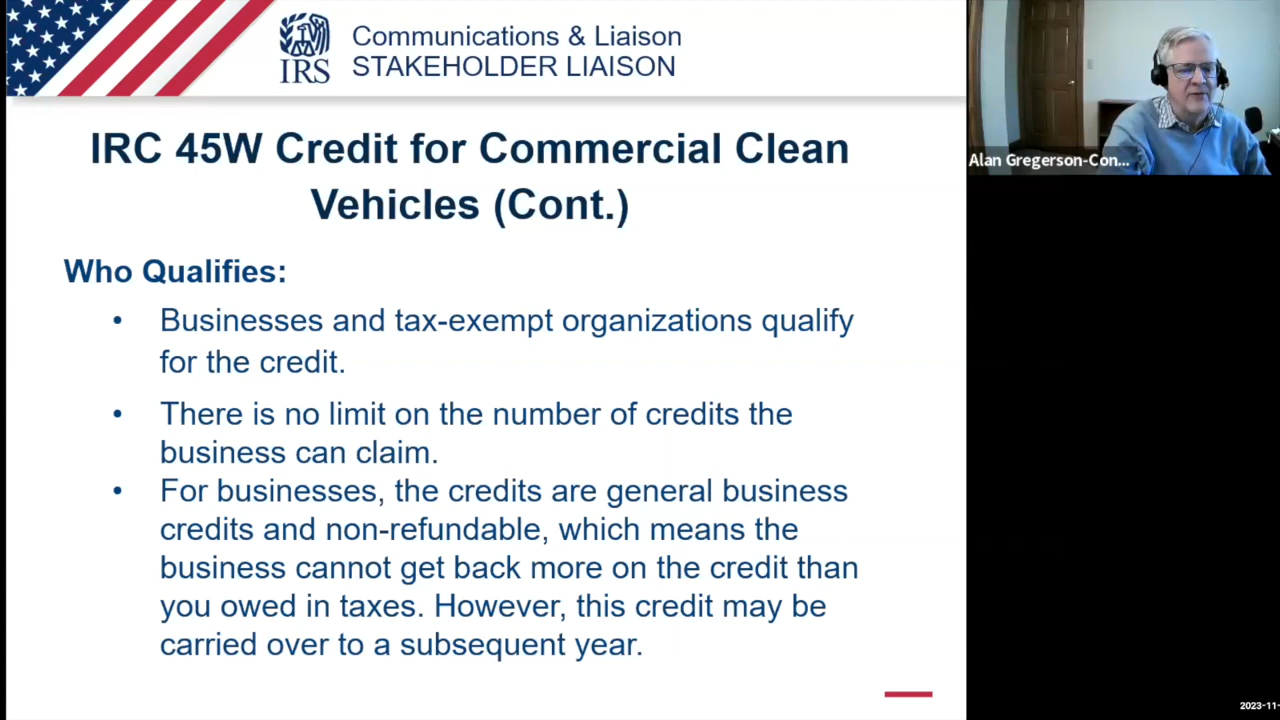 IRS
Communications & Liaison
STAKEHOLDER LIAISON
IRC 45W Credit for Commercial Clean
Vehicles (Cont.)
Who Qualifies:
• Businesses and tax-exempt organizations qualify
for the credit.
• There is no limit on the number of credits the
business can claim.
• For businesses, the credits are general business
credits and non-refundable, which means the
business cannot get back more on the credit than
you owed in taxes. However, this credit may be
carried over to a subsequent year.
Alan Gregerson-Con...
2023-11-